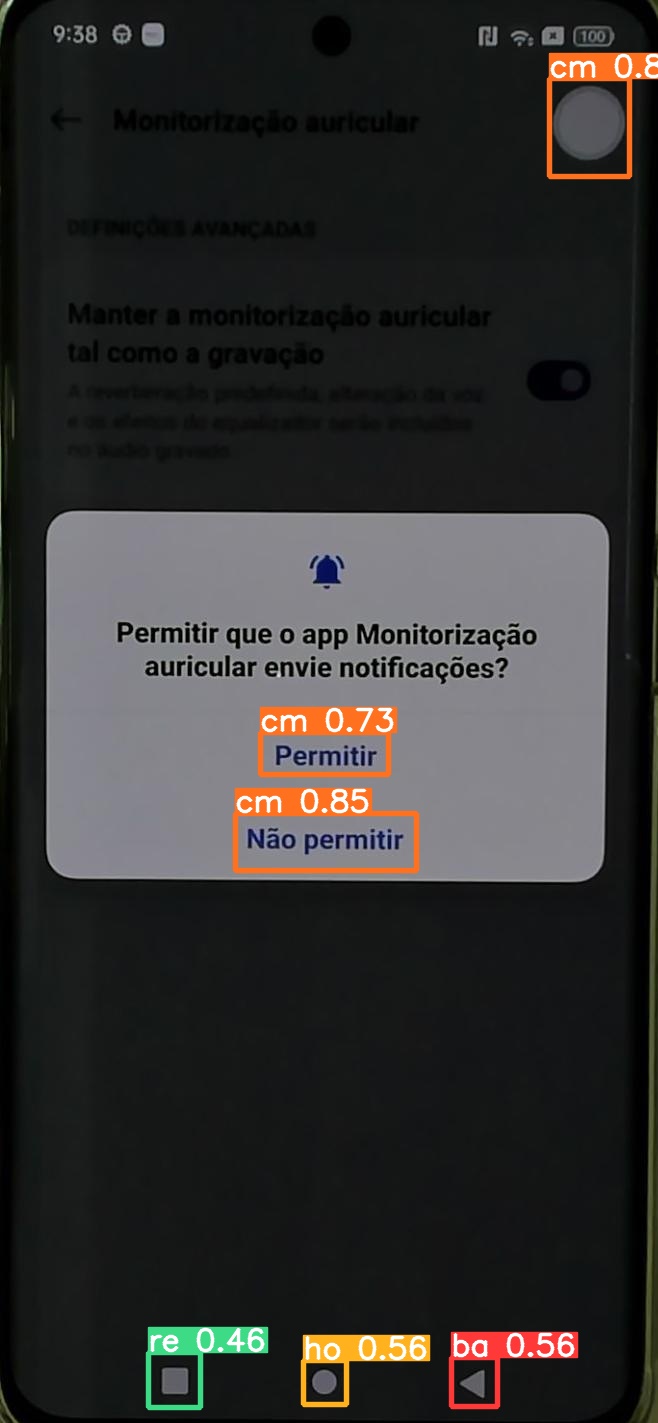 9:38
100
cm 0.8
Monitorização auricular
DEFINIÇÕES AVANÇADAS
Manter a monitorização auricular
tal como a gravação
A reverberação predefinida, alteração da voz
e os efeitos do equalizador serão incluídos
no áudio gravado.
Permitir que o app Monitorização
auricular envie notificações?
cm 0.73
Permitir
cm 0.85
Não permitir
re 0.46
ho 0.56
ba 0.56